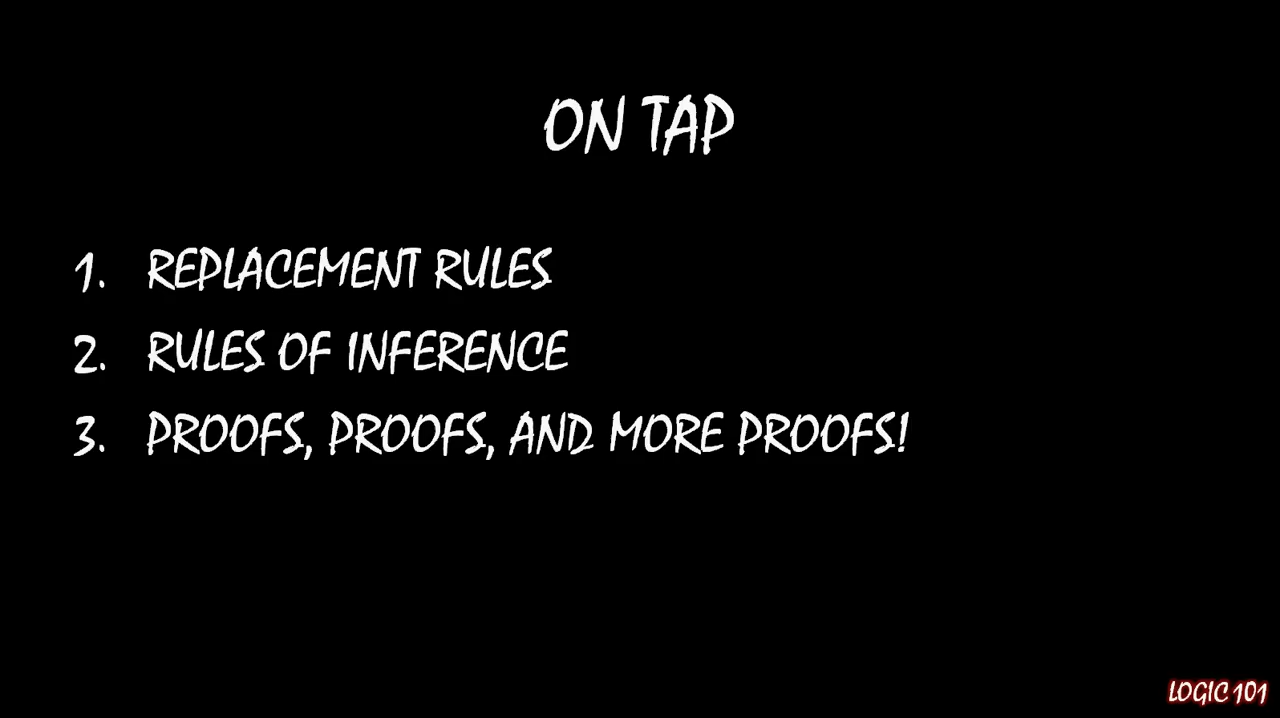 ON TAP
1. REPLACEMENT RULES
2. RULES OF INFERENCE
3. PROOFS, PROOFS, AND MORE PROOFS!
LOGIC 101